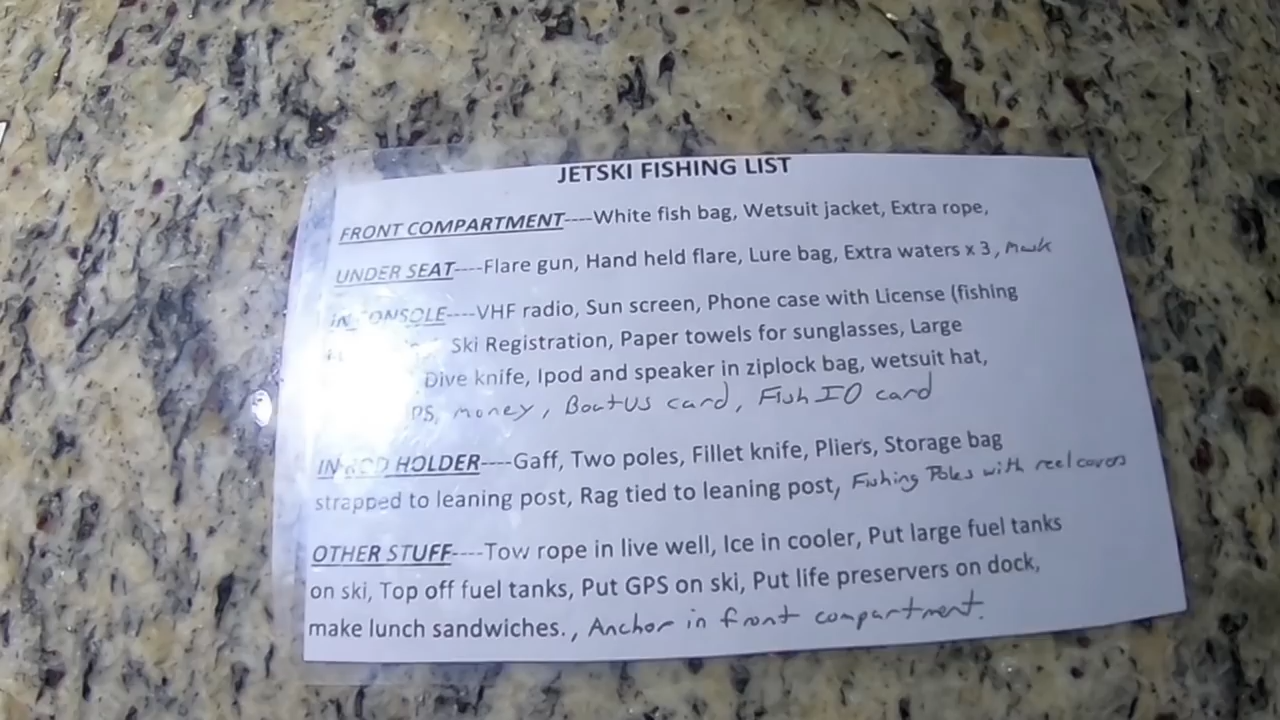 JETSKI FISHING LIST
FRONT COMPARTMENT----White fish bag, Wetsuit jacket, Extra rope,
UNDER SEAT----Flare gun, Hand held flare, Lure bag, Extra waters x 3, mask
IN CONSOLE----VHF radio, Sun screen, Phone case with License (fishing
Ski Registration, Paper towels for sunglasses, Large
Dive knife, Ipod and speaker in ziplock bag, wetsuit hat,
money, BoatUS card, Fish ID card
IN ROD HOLDER----Gaff, Two poles, Fillet knife, Pliers, Storage bag
strapped to leaning post, Rag tied to leaning post, Fishing Poles with reel covers
OTHER STUFF----Tow rope in live well, Ice in cooler, Put large fuel tanks
on ski, Top off fuel tanks, Put GPS on ski, Put life preservers on dock,
make lunch sandwiches., Anchor in front compartment.